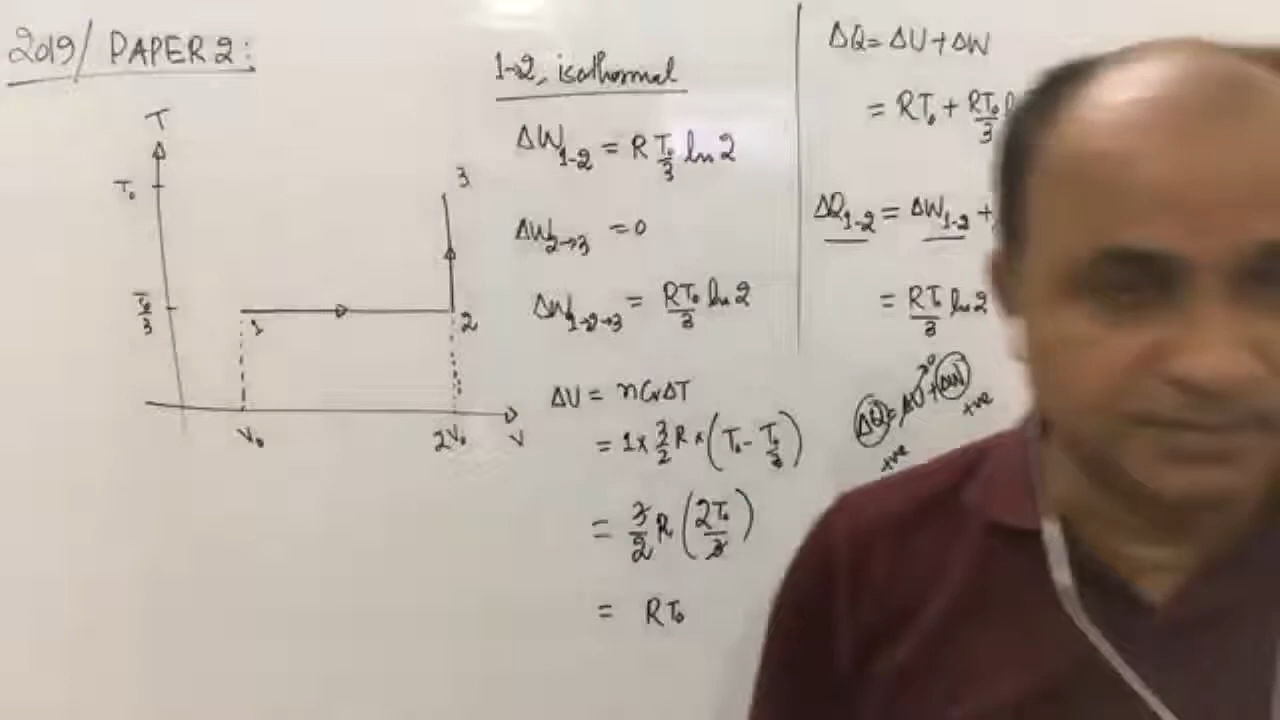 2019/ PAPER 2:
T
T₀
T₀/3
1
2
3
V₀
2V₀
V
1→2, isothermal
ΔW₁₋₂ = R T₀/3 ln 2
ΔW₂→₃ = 0
ΔW₁→₂→₃ = RT₀/3 ln 2
ΔU = nCvΔT
= 1 × 3/2 R × (T₀ - T₀/3)
= 3/2 R (2T₀/3)
= RT₀
ΔQ = ΔU + ΔW
= RT₀ + RT₀/3
ΔQ₁₋₂ = ΔW₁₋₂ +
= RT₀/3 ln 2
ΔQ = ΔU→0 + ΔW
+ve +ve